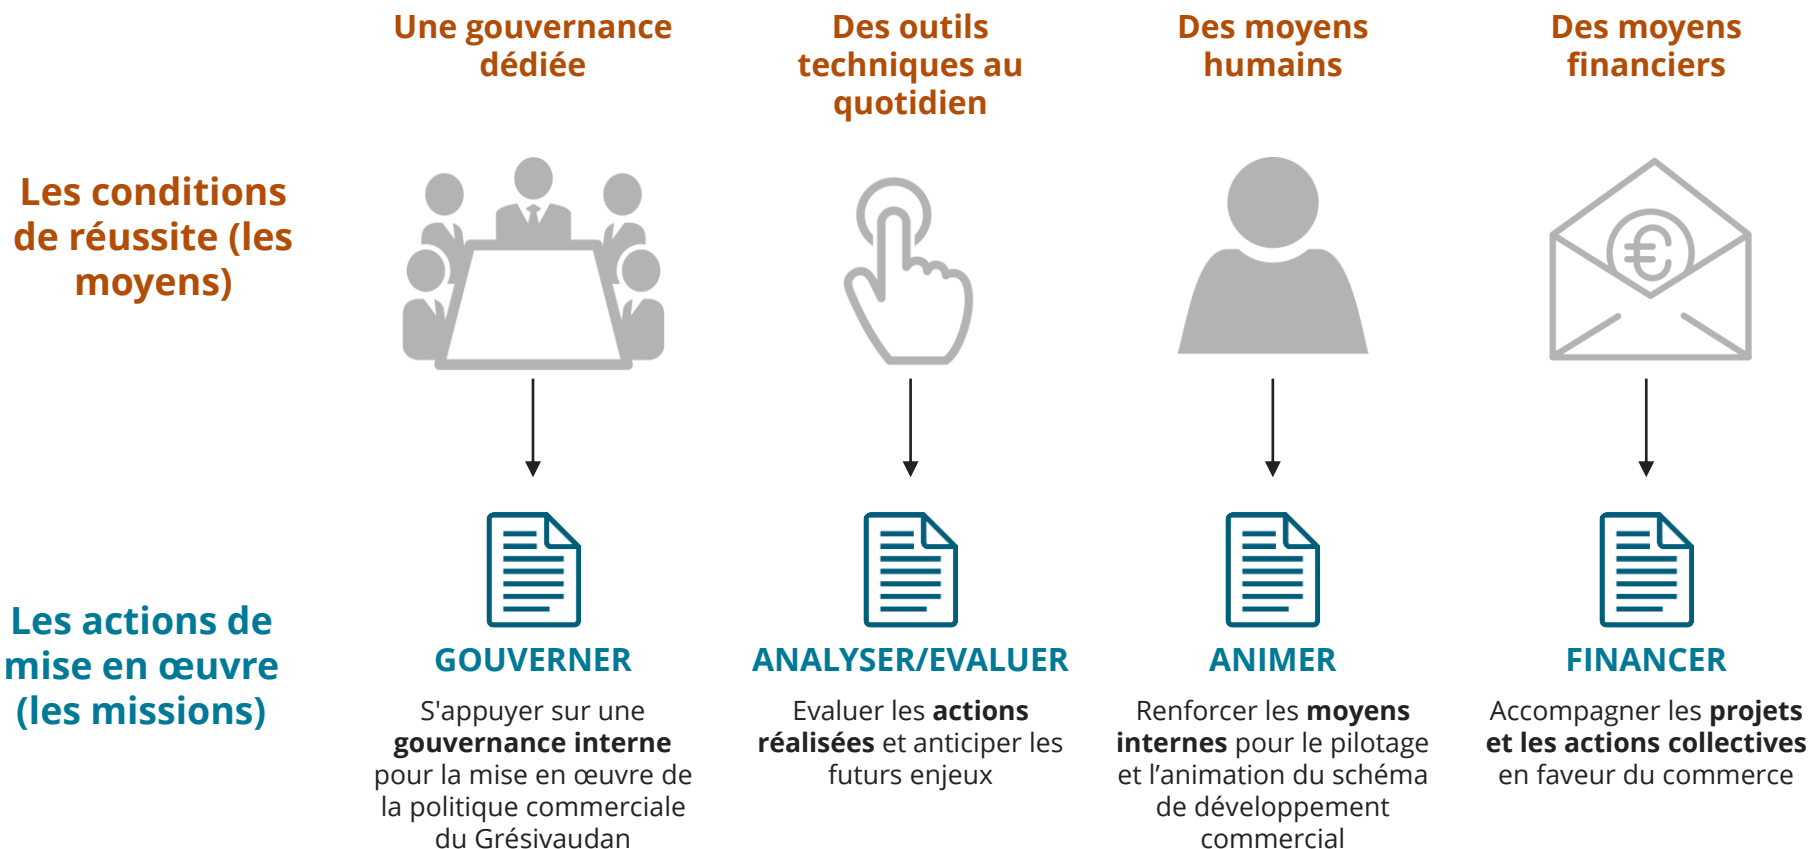 Une gouvernance
dédiée
Des outils
techniques au
quotidien
Des moyens
humains
Des moyens
financiers
Les conditions
de réussite (les
moyens)
€
Les actions de
mise en œuvre
(les missions)
GOUVERNER
S'appuyer sur une
gouvernance interne
pour la mise en œuvre de
la politique commerciale
du Grésivaudan
ANALYSER/EVALUER
Evaluer les actions
réalisées et anticiper les
futurs enjeux
ANIMER
Renforcer les moyens
internes pour le pilotage
et l’animation du schéma
de développement
commercial
FINANCER
Accompagner les projets
et les actions collectives
en faveur du commerce